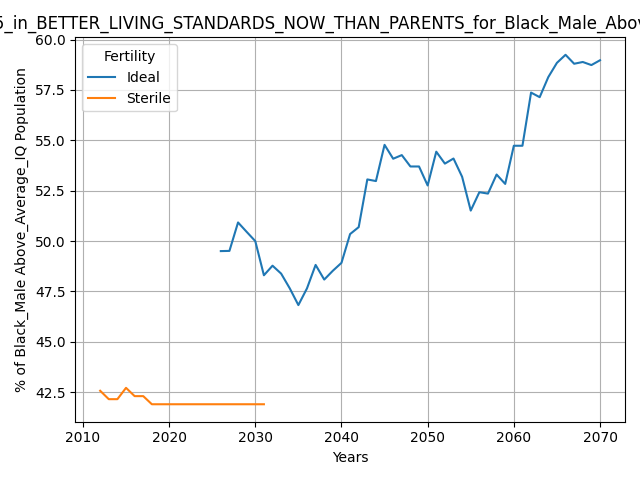 5_in_BETTER_LIVING_STANDARDS_NOW_THAN_PARENTS_for_Black_Male_Abov
Fertility
Ideal
Sterile
60.0
57.5
55.0
52.5
50.0
47.5
45.0
42.5
% of Black_Male Above_Average_IQ Population
2010 2020 2030 2040 2050 2060 2070
Years